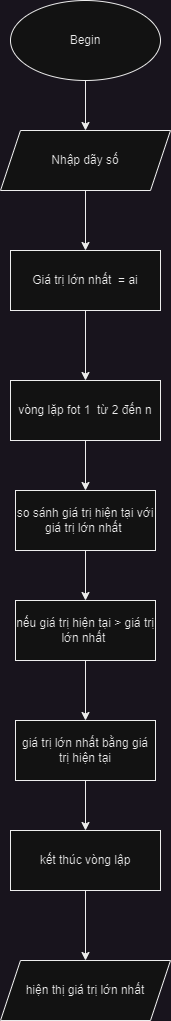 Begin
Nhập dãy số
Giá trị lớn nhất = ai
vòng lặp fot 1 từ 2 đến n
so sánh giá trị hiện tại với
giá trị lớn nhất
nếu giá trị hiện tại > giá trị
lớn nhất
giá trị lớn nhất bằng giá
trị hiện tại
kết thúc vòng lập
hiện thị giá trị lớn nhất